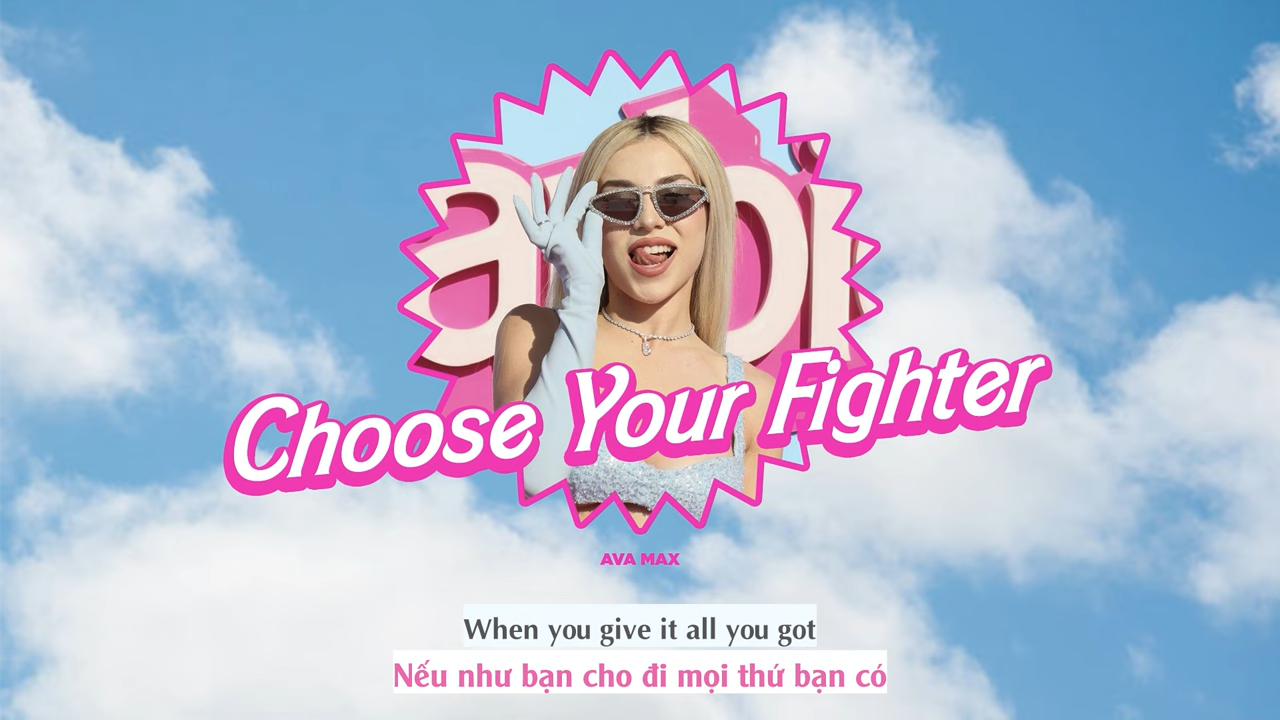 Choose Your Fighter
AVA MAX
When you give it all you got
Nếu như bạn cho đi mọi thứ bạn có